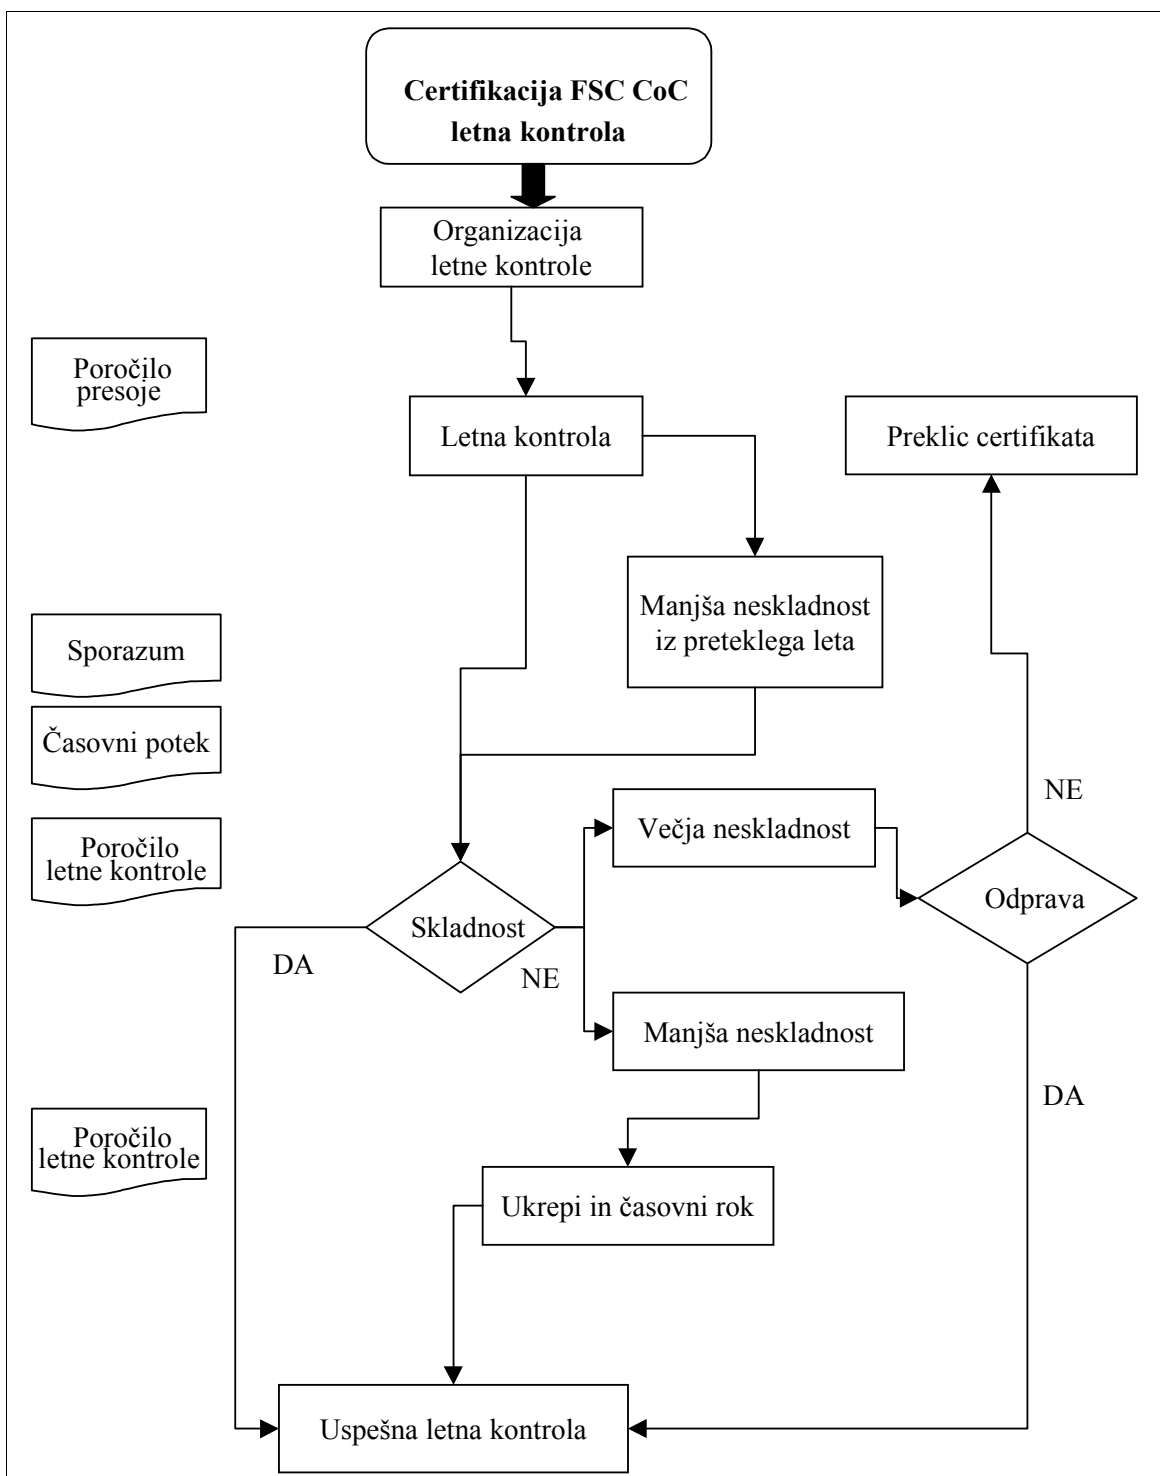 Certifikacija FSC CoC
letna kontrola
Organizacija
letne kontrole
Poročilo
presoje
Letna kontrola
Preklic certifikata
Manjša neskladnost
iz preteklega leta
Sporazum
Časovni potek
NE
Večja neskladnost
Poročilo
letne kontrole
Odprava
Skladnost
DA
NE
Manjša neskladnost
DA
Poročilo
letne kontrole
Ukrepi in časovni rok
Uspešna letna kontrola